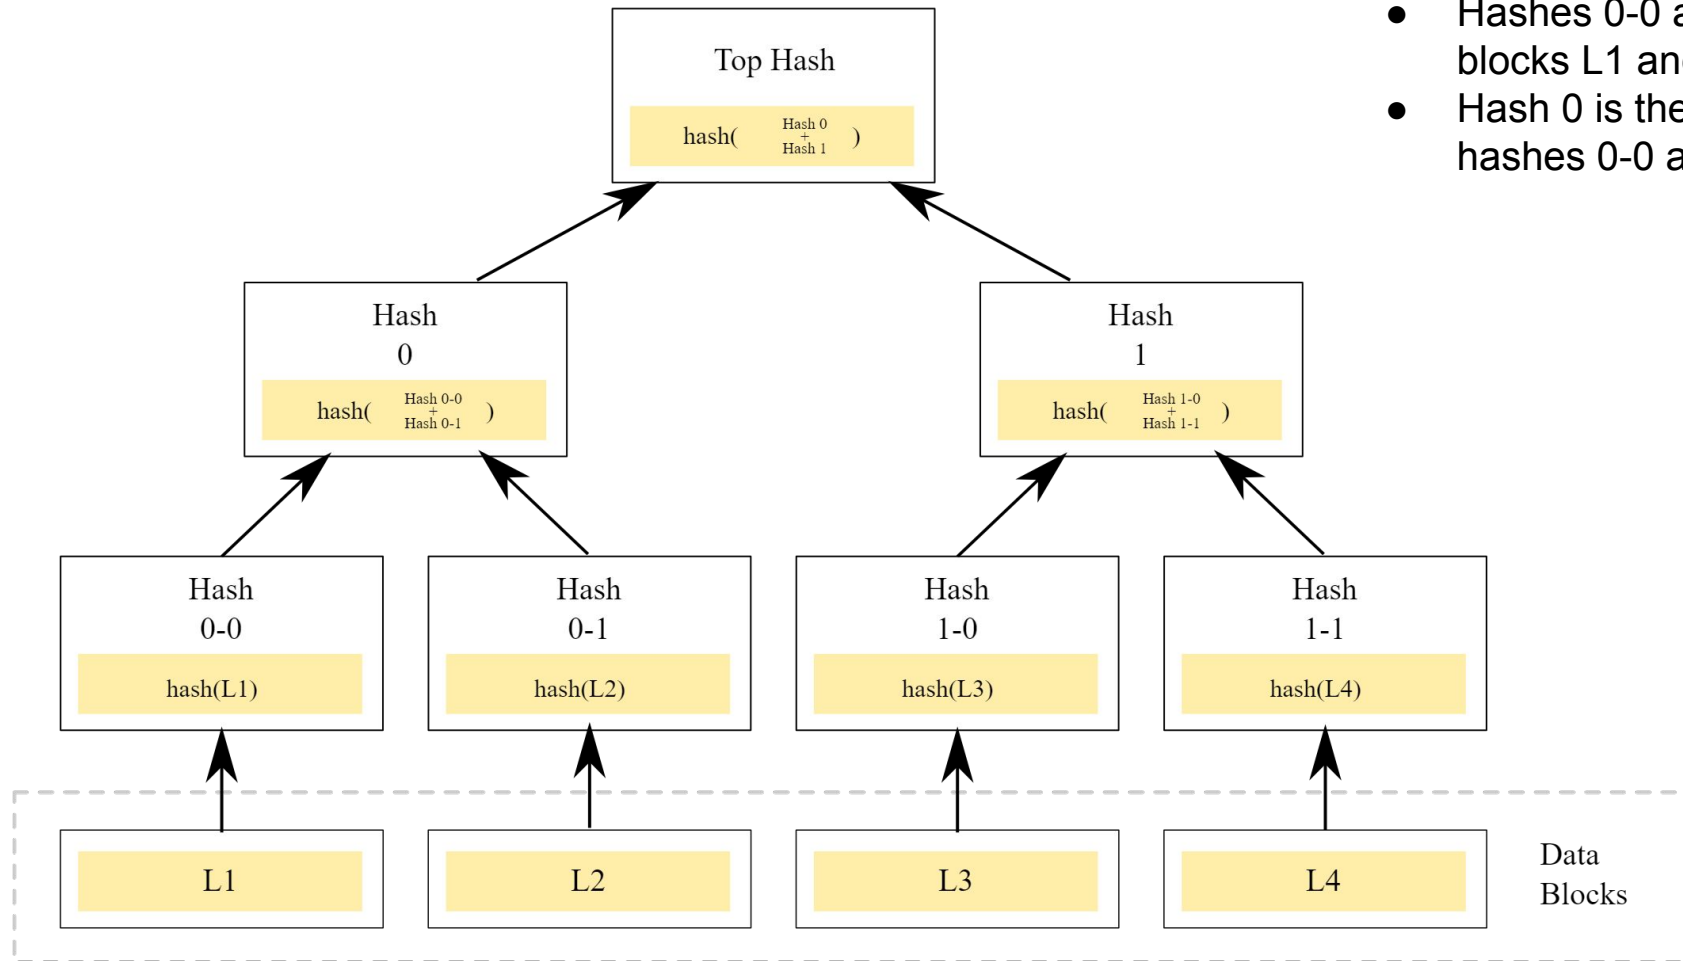 ● Hashes 0-0
blocks L1
● Hash 0 is the
hashes 0-0
Top Hash
hash( Hash 0 + Hash 1 )
Hash
0
hash( Hash 0-0 + Hash 0-1 )
Hash
1
hash( Hash 1-0 + Hash 1-1 )
Hash
0-0
hash(L1)
Hash
0-1
hash(L2)
Hash
1-0
hash(L3)
Hash
1-1
hash(L4)
L1
L2
L3
L4
Data
Blocks